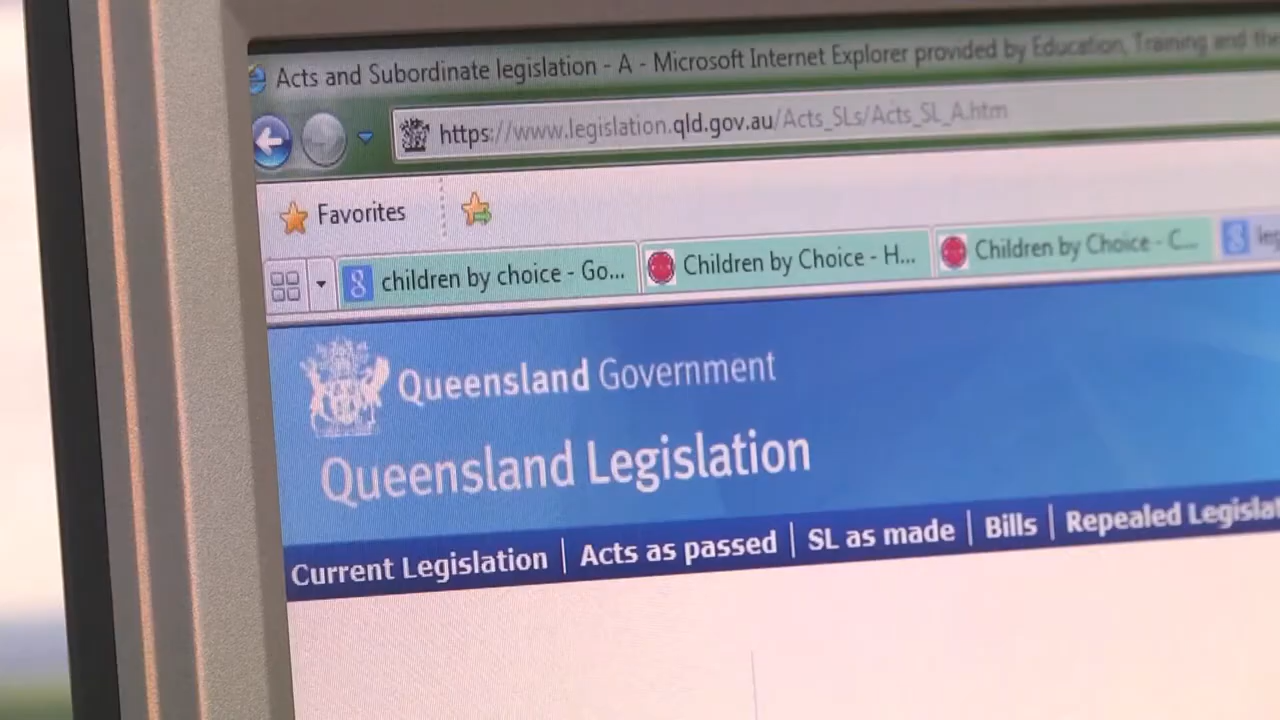 Acts and Subordinate legislation - A - Microsoft Internet Explorer provided by Education, Training and the
https://www.legislation.qld.gov.au/Acts_SLs/Acts_SL_A.htm
Favorites
children by choice - Go... Children by Choice - H... Children by Choice - C...
Queensland Government
Queensland Legislation
Current Legislation | Acts as passed | SL as made | Bills | Repealed Legislat